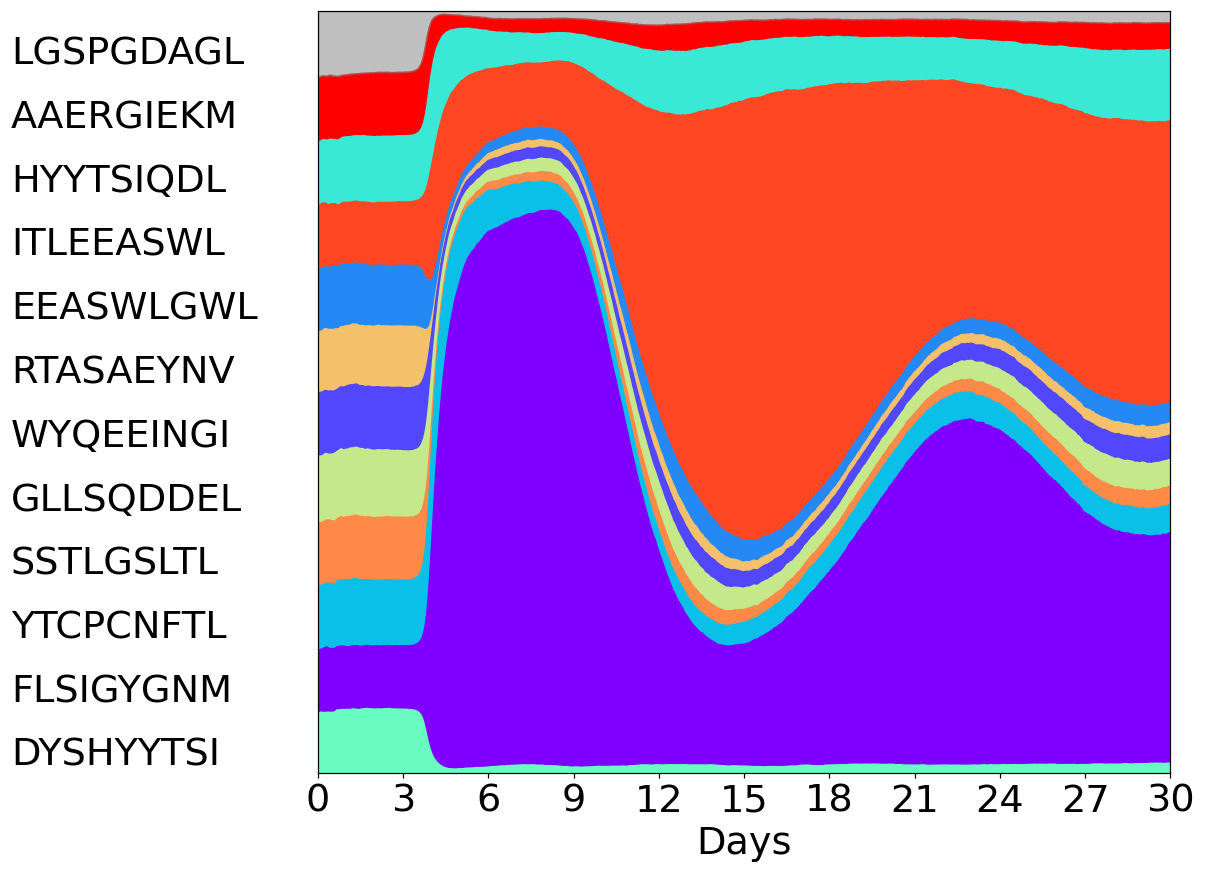 LGSPGDAGL
AAERGIEKM
HYYTSIQDL
ITLEEASWL
EEASWLGWL
RTASAEYNV
WYQEEINGI
GLLSQDDEL
SSTLGSLTL
YTCPCNFTL
FLSIGYGNM
DYSHYYTSI
0 3 6 9 12 15 18 21 24 27 30
Days